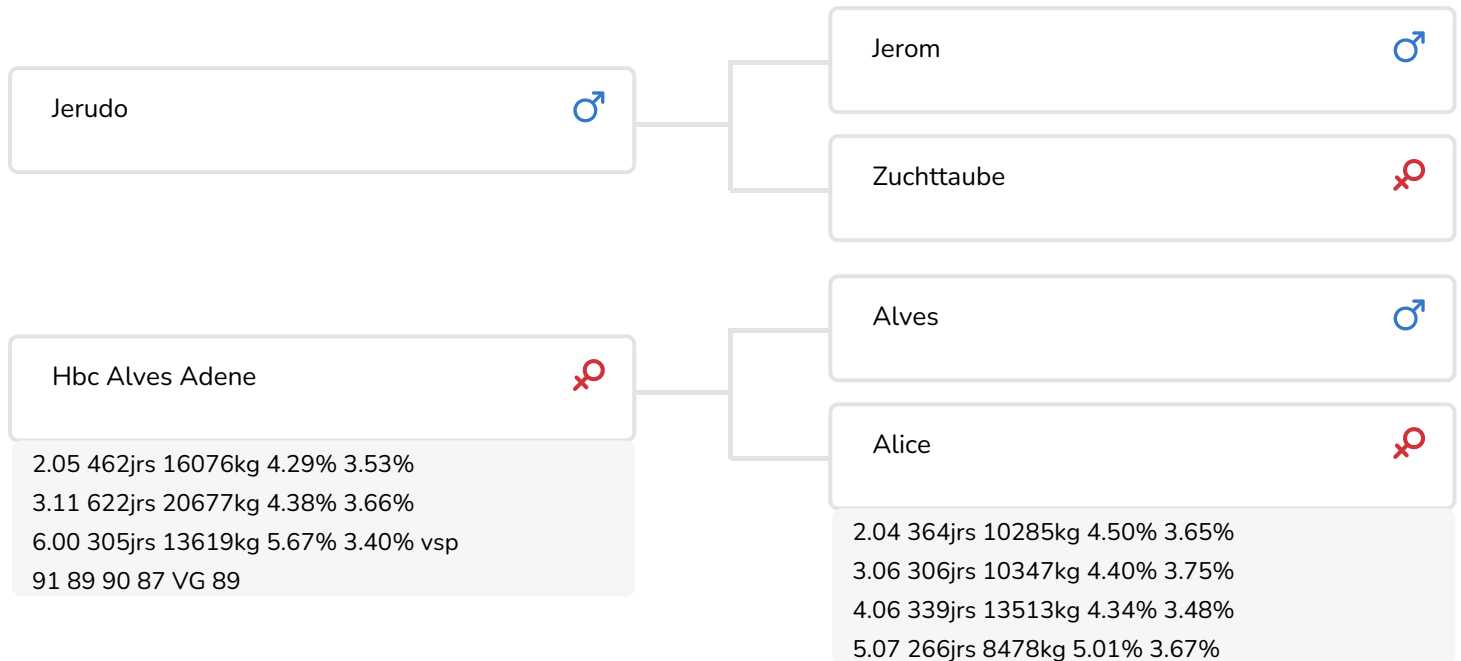 Jerom
Jerudo
Zuchttaube
Alves
Hbc Alves Adene
Alice
2.05 462jrs 16076kg 4.29% 3.53%
3.11 622jrs 20677kg 4.38% 3.66%
6.00 305jrs 13619kg 5.67% 3.40% vsp
91 89 90 87 VG 89
2.04 364jrs 10285kg 4.50% 3.65%
3.06 306jrs 10347kg 4.40% 3.75%
4.06 339jrs 13513kg 4.34% 3.48%
5.07 266jrs 8478kg 5.01% 3.67%